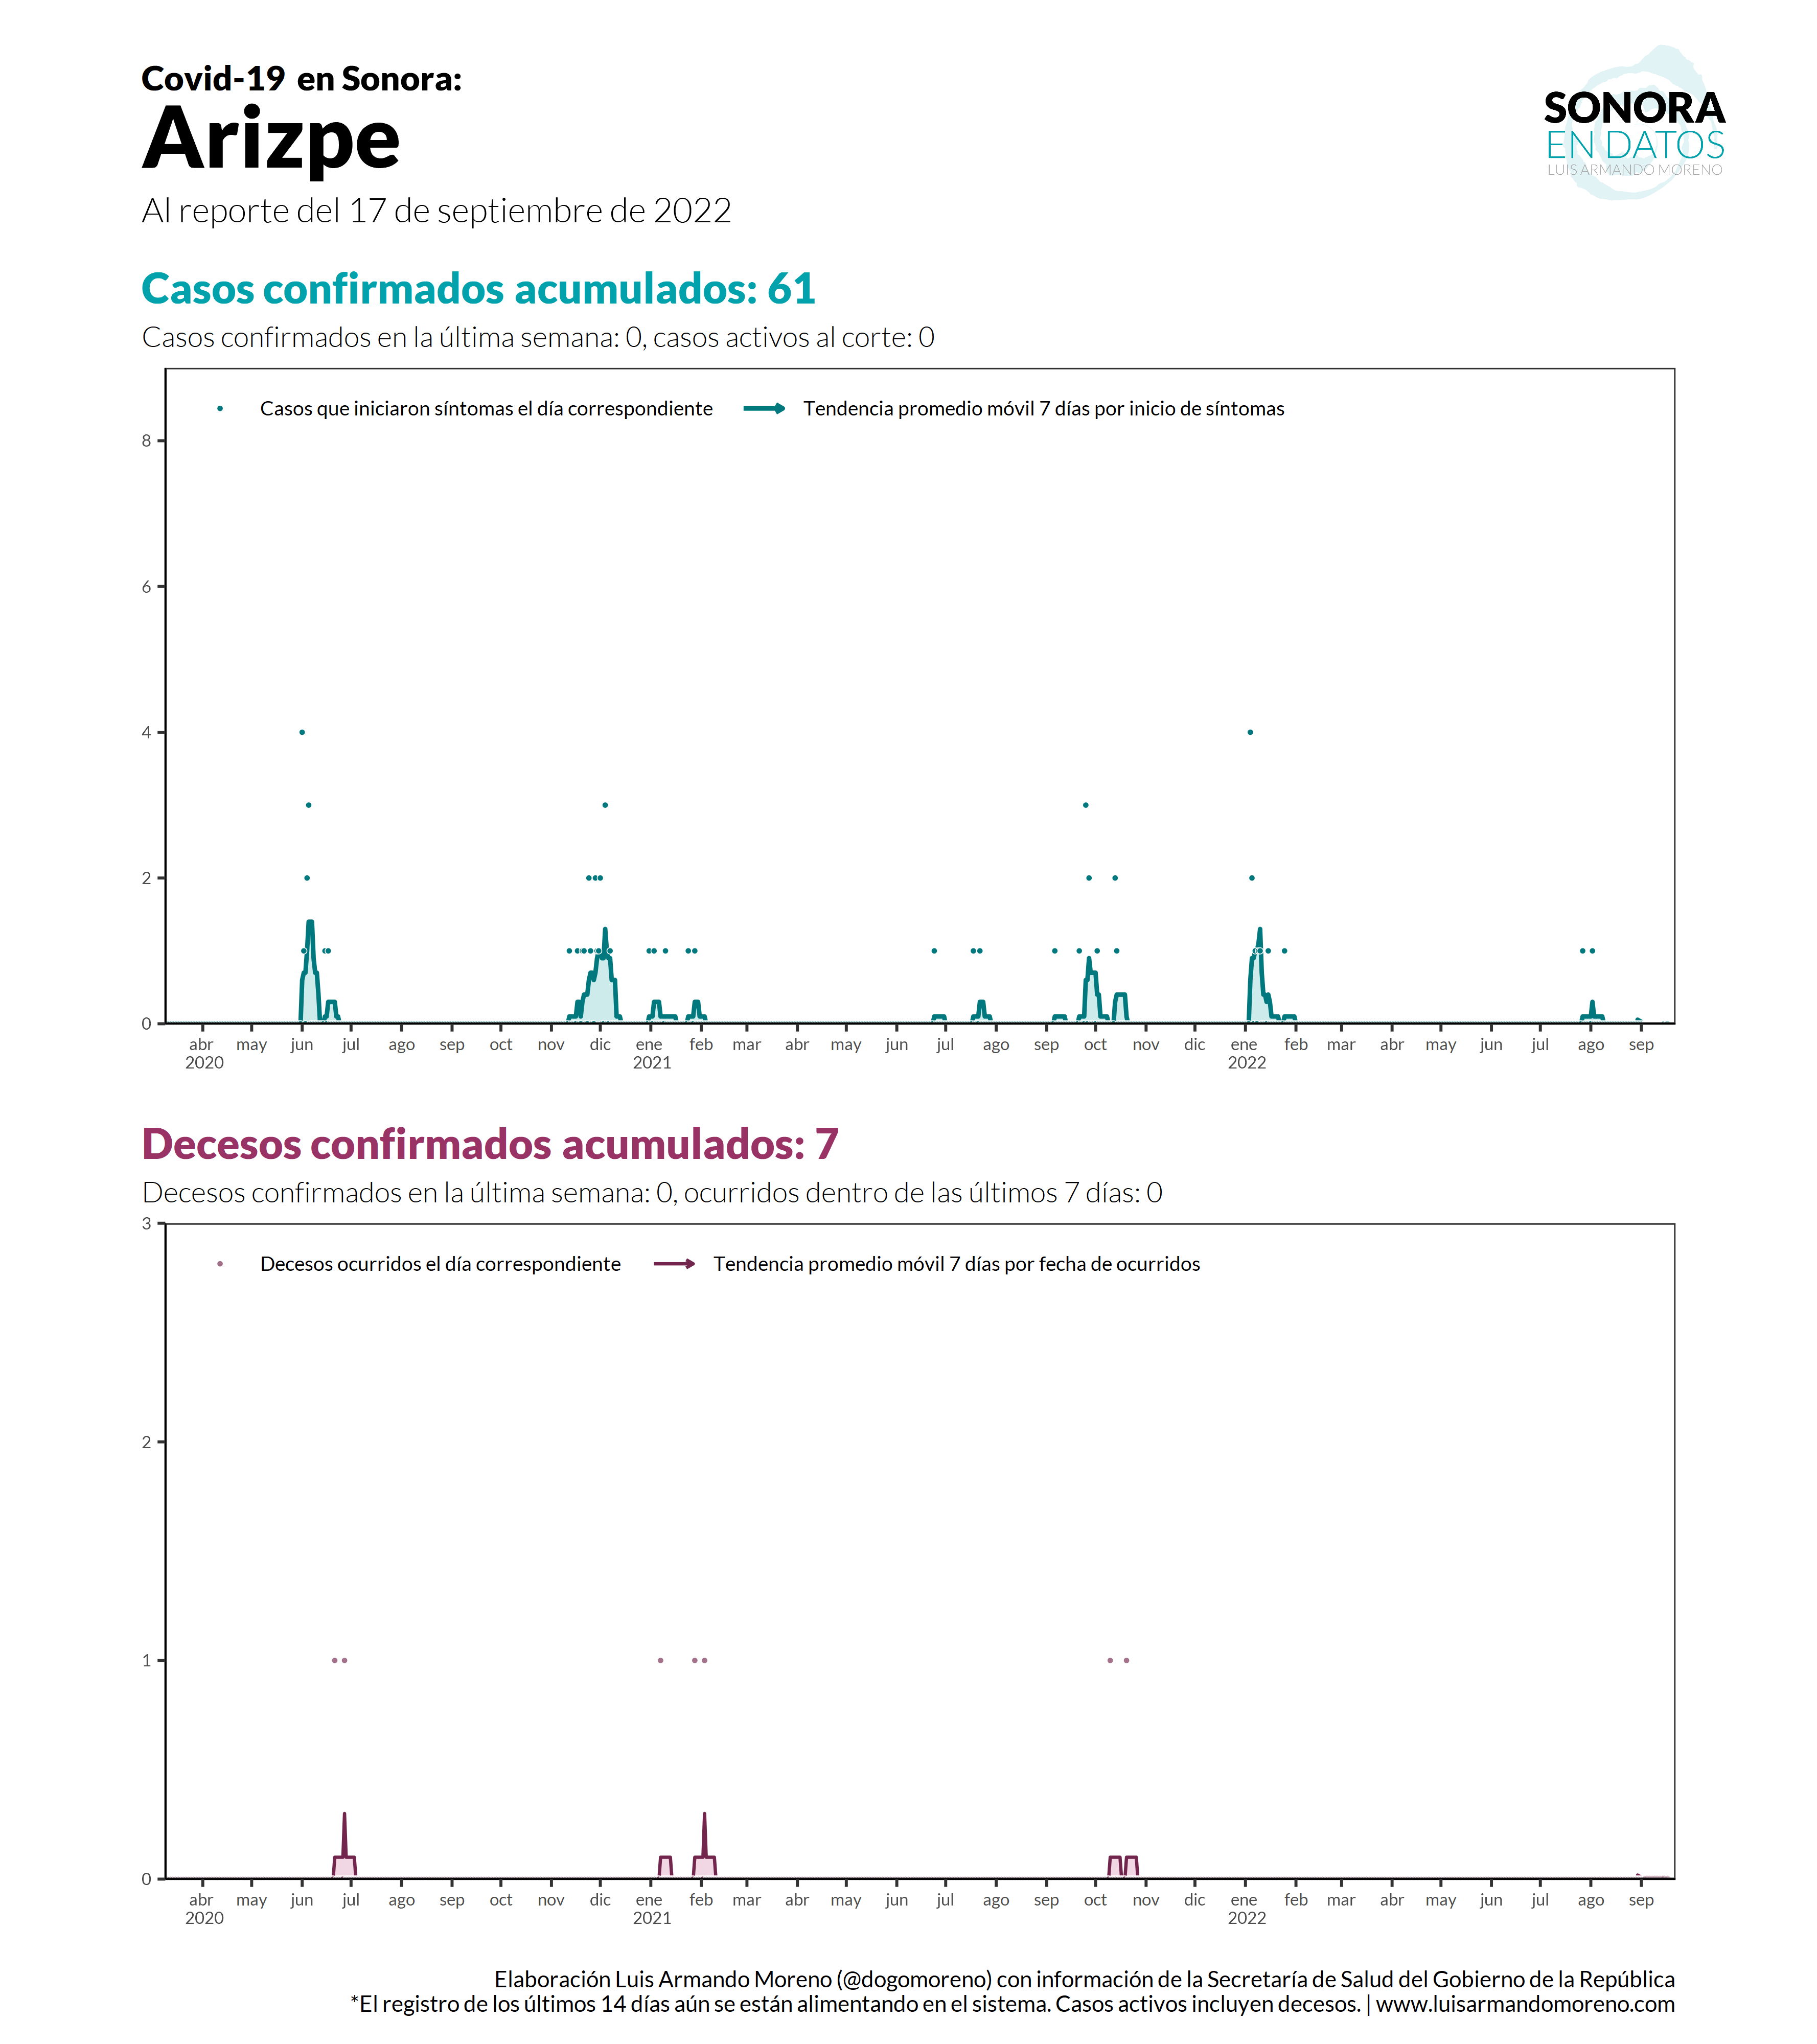 Covid-19 en Sonora:
Arizpe
Al reporte del 17 de septiembre de 2022
SONORA
EN DATOS
LUIS ARMANDO MORENO
Casos confirmados acumulados: 61
Casos confirmados en la última semana: 0, casos activos al corte: 0
Casos que iniciaron síntomas el día correspondiente Tendencia promedio móvil 7 días por inicio de síntomas
8
6
4
2
0
abr may jun jul ago sep oct nov dic ene feb mar abr may jun jul ago sep oct nov dic ene feb mar abr may jun jul ago sep
2020 2021 2022
Decesos confirmados acumulados: 7
Decesos confirmados en la última semana: 0, ocurridos dentro de las últimos 7 días: 0
Decesos ocurridos el día correspondiente Tendencia promedio móvil 7 días por fecha de ocurridos
3
2
1
0
abr may jun jul ago sep oct nov dic ene feb mar abr may jun jul ago sep oct nov dic ene feb mar abr may jun jul ago sep
2020 2021 2022
Elaboración Luis Armando Moreno (@dogomoreno) con información de la Secretaría de Salud del Gobierno de la República
*El registro de los últimos 14 días aún se están alimentando en el sistema. Casos activos incluyen decesos. | www.luisarmandomoreno.com